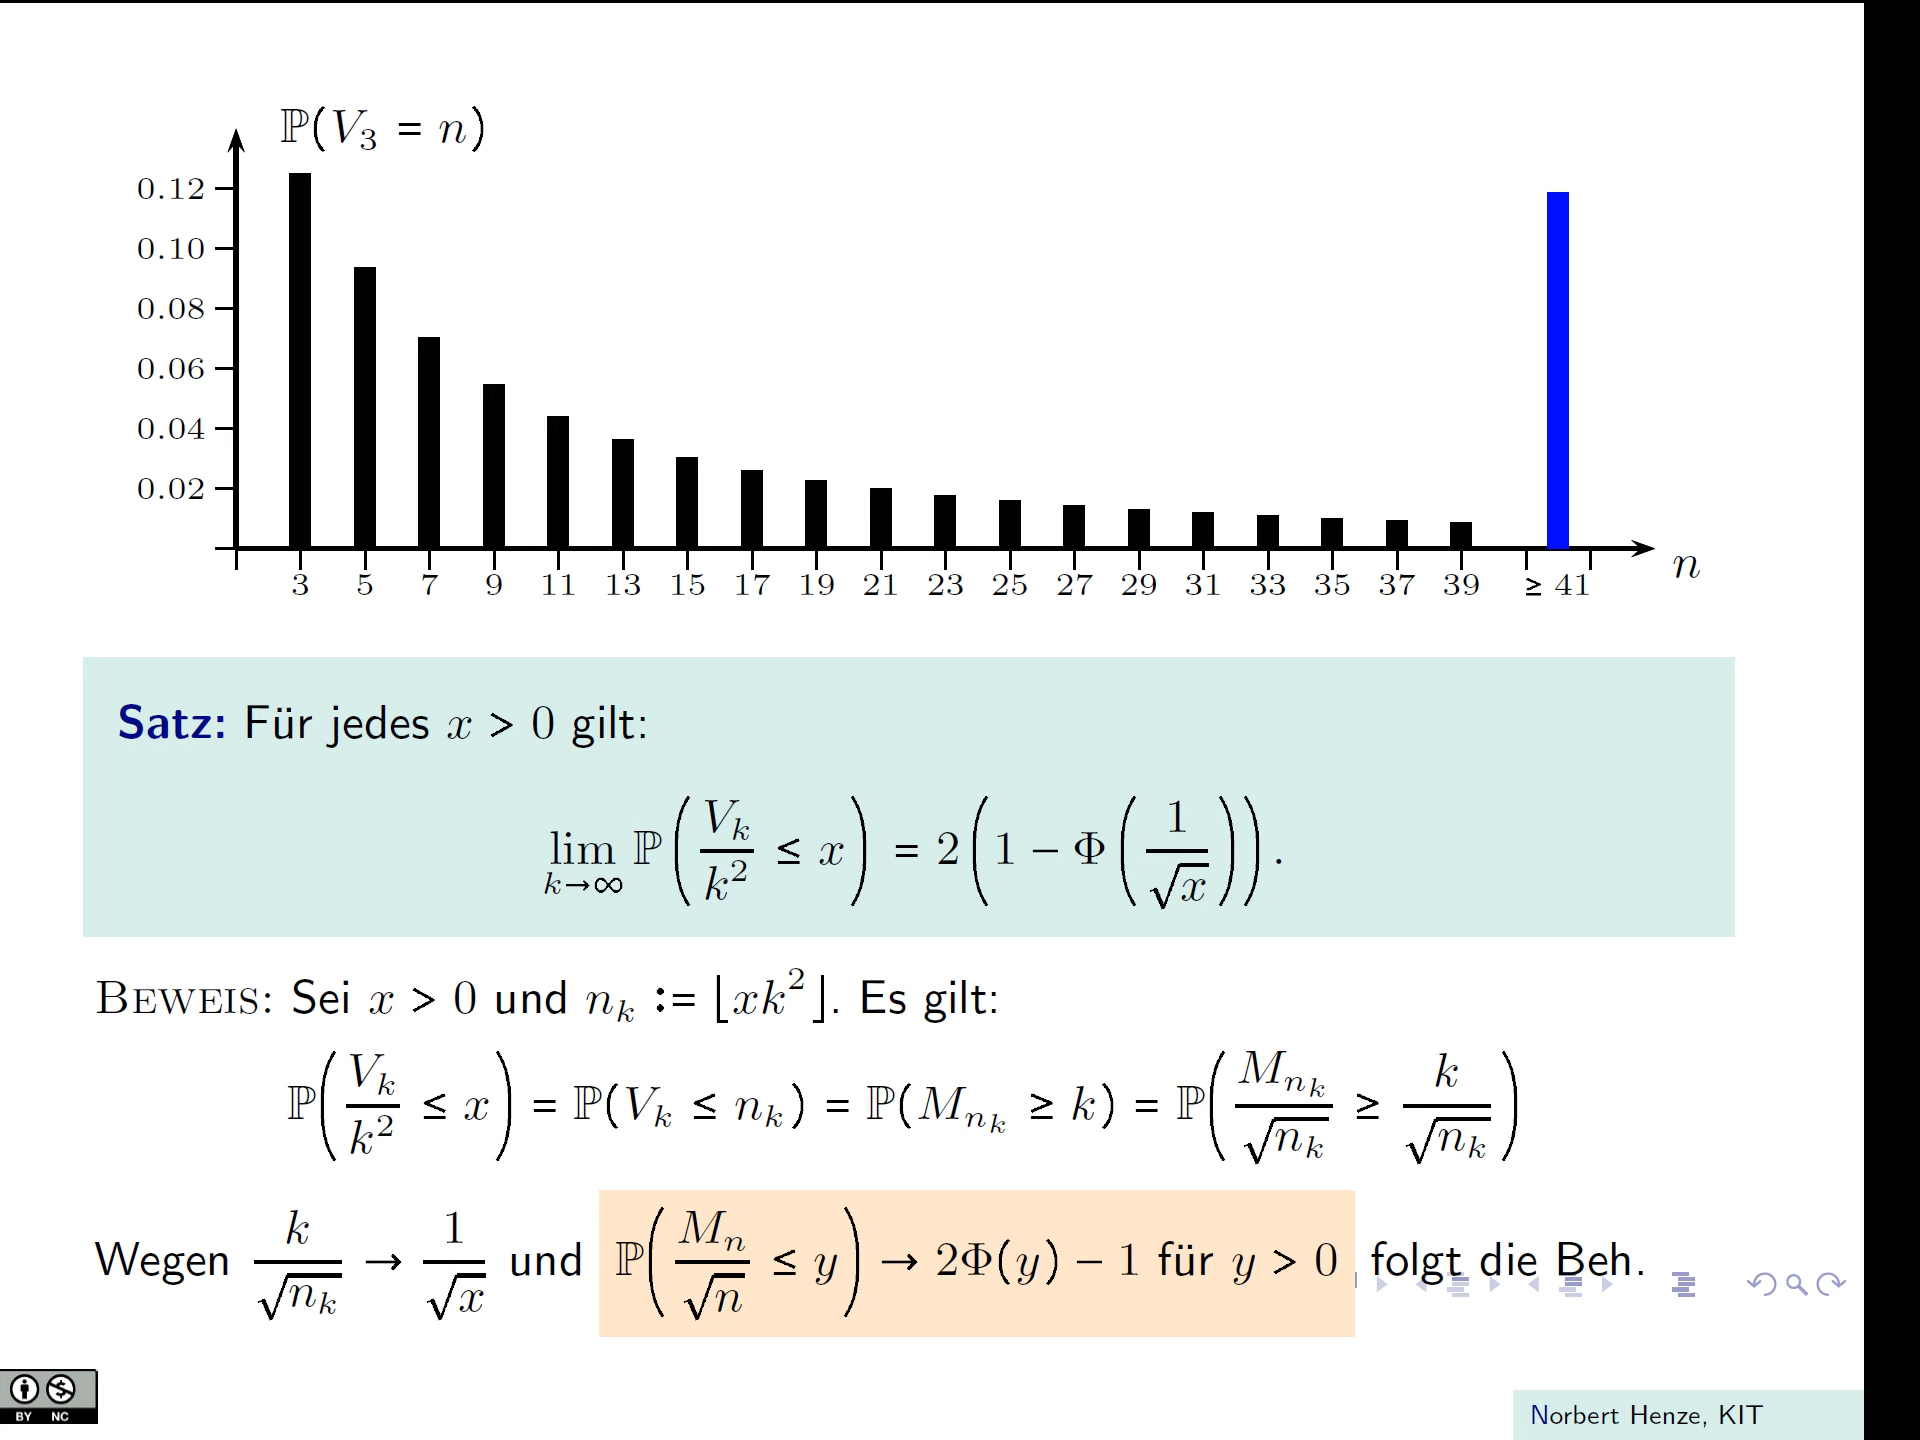 ℙ(V₃ = n)
0.12
0.10
0.08
0.06
0.04
0.02
3 5 7 9 11 13 15 17 19 21 23 25 27 29 31 33 35 37 39 ≥ 41 n
Satz: Für jedes x > 0 gilt:
lim_{k→∞} ℙ(V_k/k² ≤ x) = 2(1 − Φ(1/√x)).
BEWEIS: Sei x > 0 und n_k := ⌊xk²⌋. Es gilt:
ℙ(V_k/k² ≤ x) = ℙ(V_k ≤ n_k) = ℙ(M_{n_k} ≥ k) = ℙ(M_{n_k}/√n_k ≥ k/√n_k)
Wegen k/√n_k → 1/√x und ℙ(M_n/√n ≤ y) → 2Φ(y) − 1 für y > 0 folgt die Beh.
BY NC
Norbert Henze, KIT